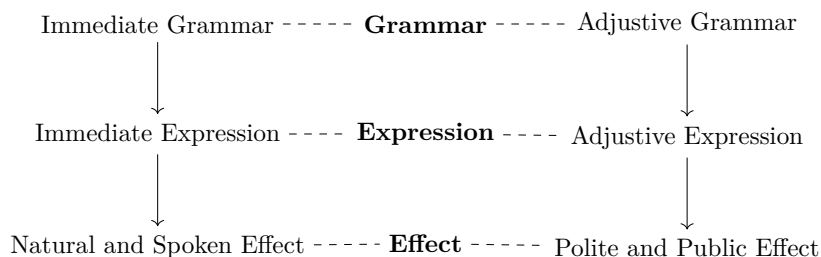 Immediate Grammar Grammar Adjustive Grammar
Immediate Expression Expression Adjustive Expression
Natural and Spoken Effect Effect Polite and Public Effect